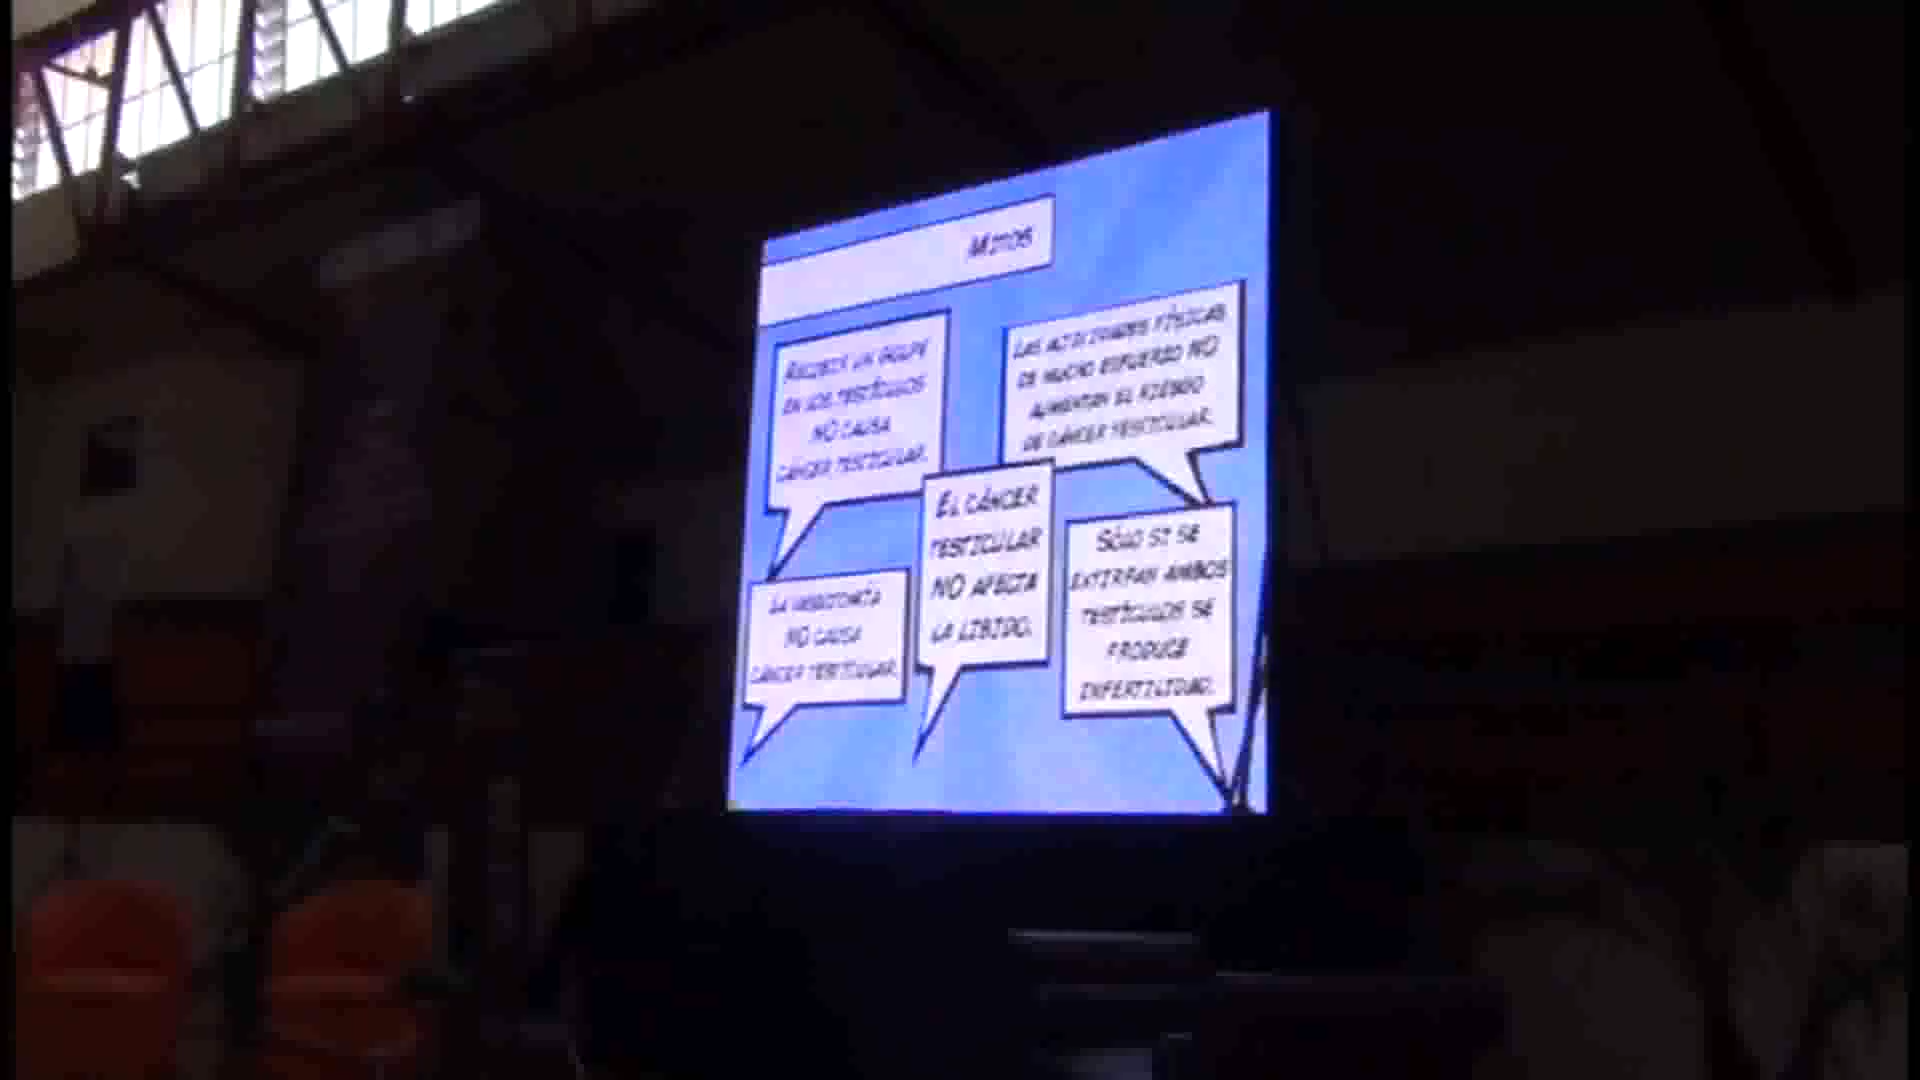 MITOS
RECIBIR UN GOLPE
EN LOS TESTÍCULOS
NO CAUSA
CÁNCER TESTICULAR.
LAS ACTIVIDADES FÍSICAS
DE MUCHO ESFUERZO NO
AUMENTAN EL RIESGO
DE CÁNCER TESTICULAR.
EL CÁNCER
TESTICULAR
NO AFECTA
LA LIBIDO.
SÓLO SI SE
EXTIRPAN AMBOS
TESTÍCULOS SE
PRODUCE
INFERTILIDAD.
LA VASECTOMÍA
NO CAUSA
CÁNCER TESTICULAR.